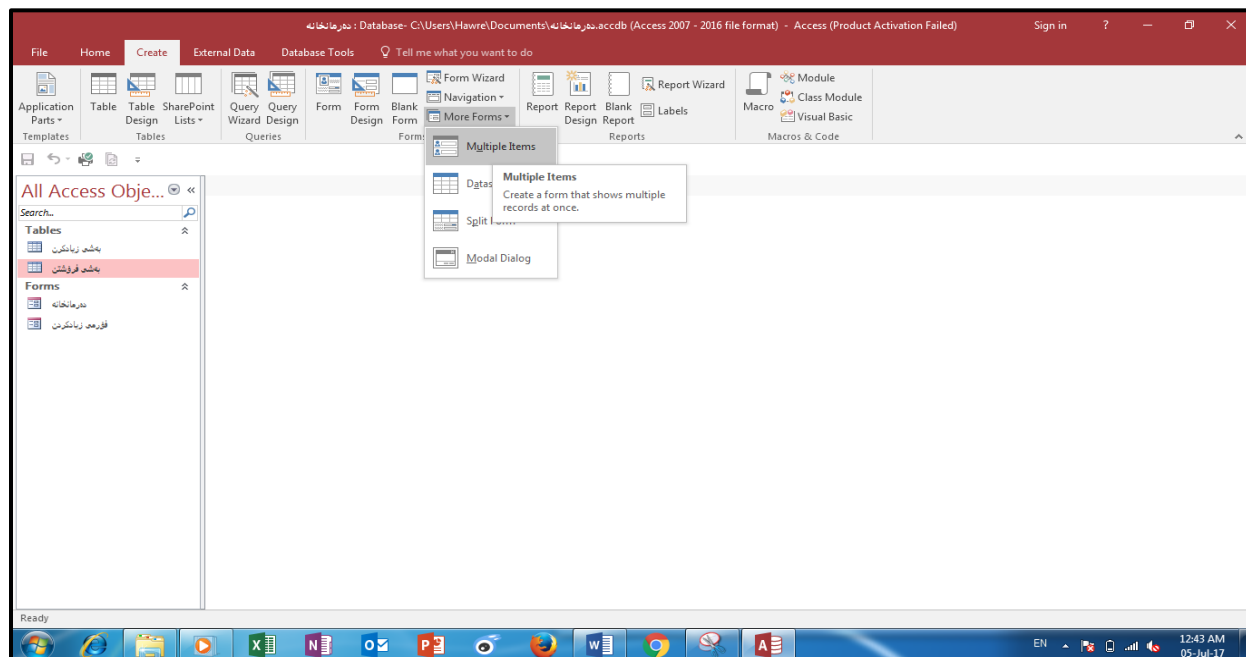 دەرمانخانه : Database- C:\Users\Hawre\Documents\دەرمانخانه.accdb (Access 2007 - 2016 file format) - Access (Product Activation Failed)
Sign in ?
File Home Create External Data Database Tools Tell me what you want to do
Application Parts
Table
Table Design
SharePoint Lists
Query Wizard
Query Design
Form
Form Design
Blank Form
Form Wizard
Navigation
More Forms
Report
Report Design
Blank Report
Report Wizard
Labels
Macro
Module
Class Module
Visual Basic
Templates Tables Queries Forms Reports Macros & Code
Multiple Items
Multiple Items
Create a form that shows multiple
records at once.
Datas
Split Form
Modal Dialog
All Access Obje...
Search...
Tables
بەشی زیادکرن
بەشی فرۆشتن
Forms
دەرمانخانه
فۆرمی زیادکردن
Ready
EN
12:43 AM
05-Jul-17